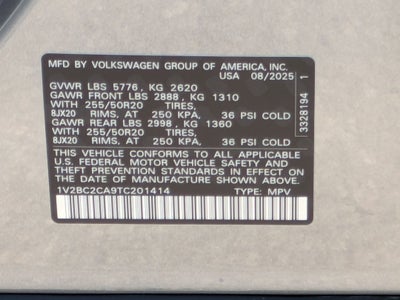 MFD BY VOLKSWAGEN GROUP OF AMERICA, INC.
USA 08/2025
GVWR LBS 5776, KG 2620
GAWR FRONT LBS 2888, KG 1310
WITH 255/50R20 TIRES,
8JX20 RIMS, AT 250 KPA, 36 PSI COLD
GAWR REAR LBS 2998, KG 1360
WITH 255/50R20 TIRES,
8JX20 RIMS, AT 250 KPA, 36 PSI COLD
THIS VEHICLE CONFORMS TO ALL APPLICABLE
U.S. FEDERAL MOTOR VEHICLE SAFETY AND
THEFT PREVENTION STANDARDS IN EFFECT
ON THE DATE OF MANUFACTURE SHOWN ABOVE.
1V2BC2CA9TC201414 TYPE: MPV
3328194 1